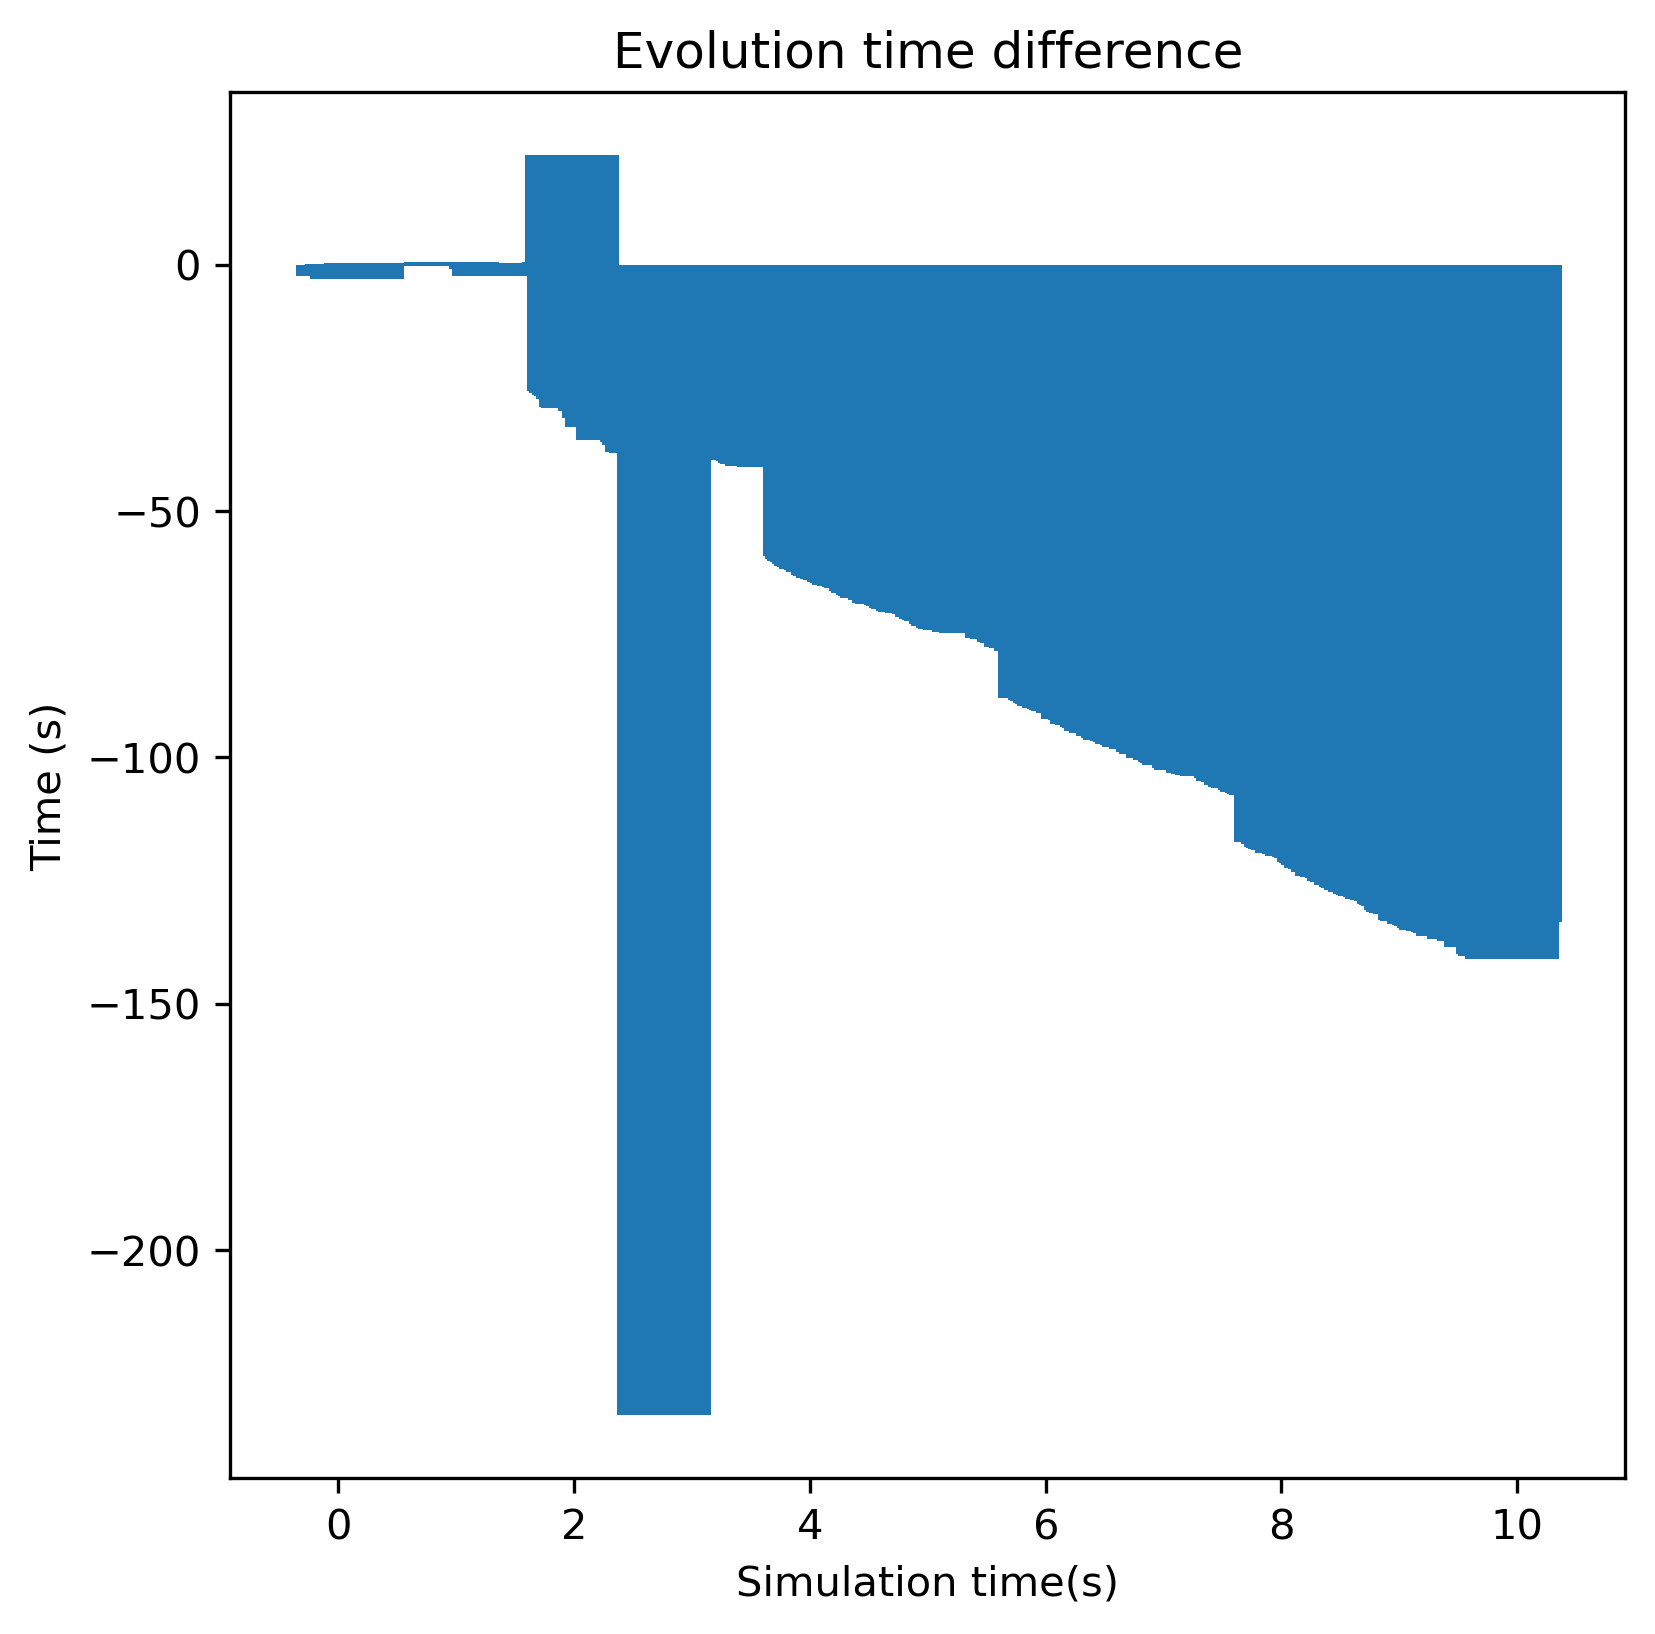 Evolution time difference
0
−50
−100
−150
−200
Time (s)
0 2 4 6 8 10
Simulation time(s)